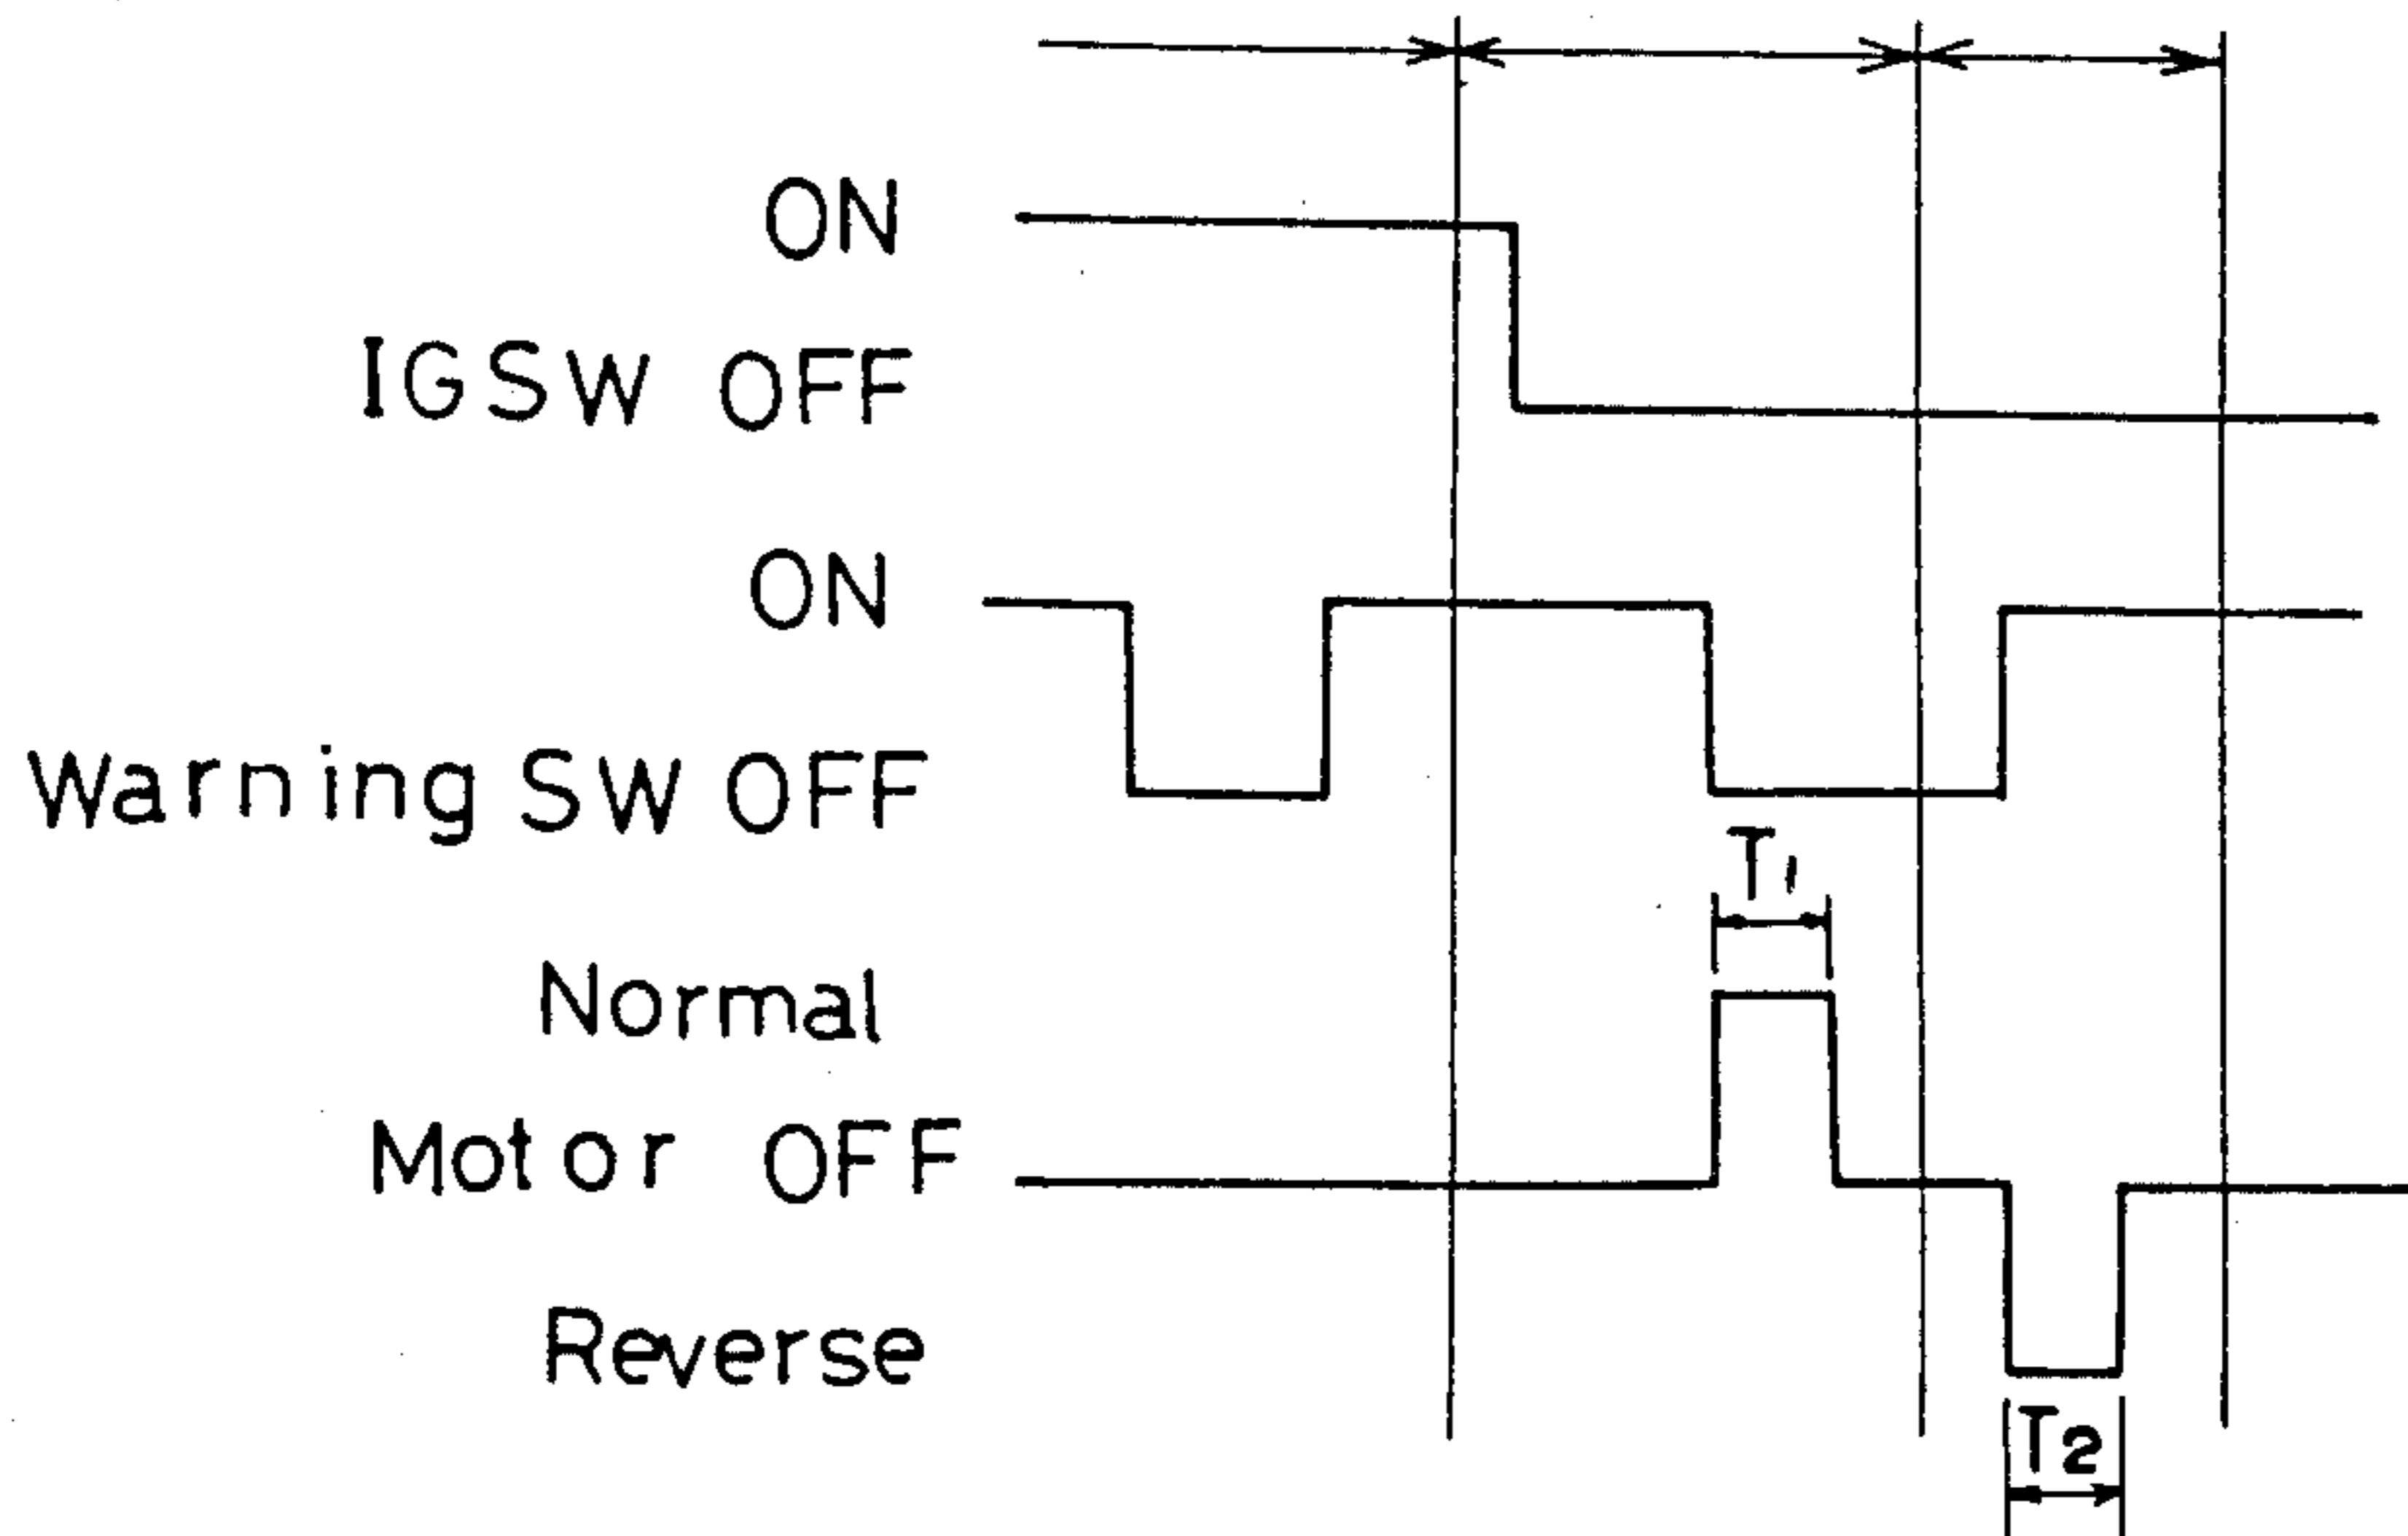 ON
IGSW OFF
ON
Warning SW OFF
T₁
Normal
Motor OFF
Reverse
T₂